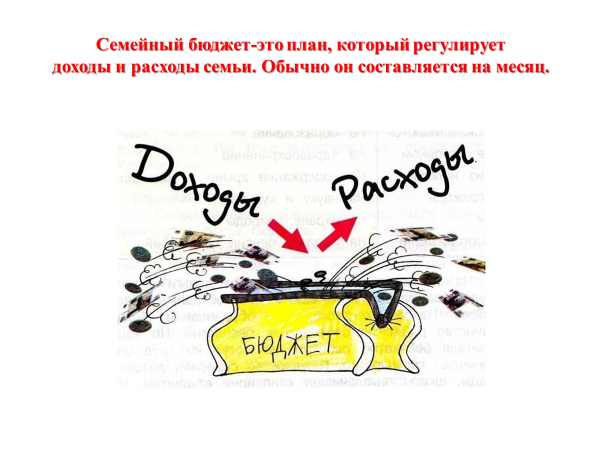 Семейный бюджет-это план, который регулирует
доходы и расходы семьи. Обычно он составляется на месяц.
Доходы
Расходы
БЮДЖЕТ